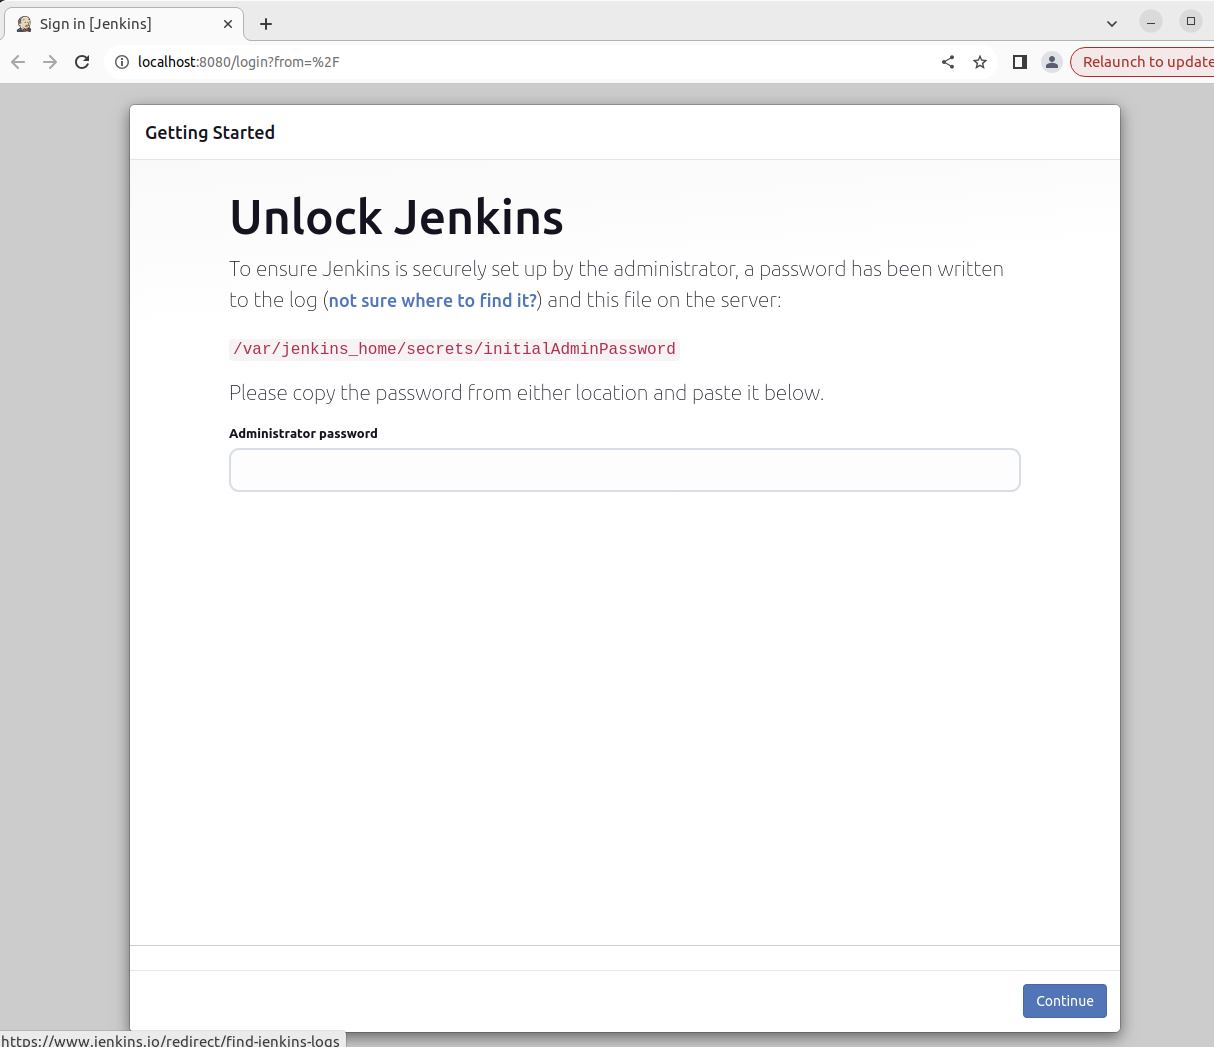 Sign in [Jenkins]
localhost:8080/login?from=%2F
Relaunch to update
Getting Started
Unlock Jenkins
To ensure Jenkins is securely set up by the administrator, a password has been written
to the log (not sure where to find it?) and this file on the server:
/var/jenkins_home/secrets/initialAdminPassword
Please copy the password from either location and paste it below.
Administrator password
Continue
https://www.jenkins.io/redirect/find-jenkins-logs